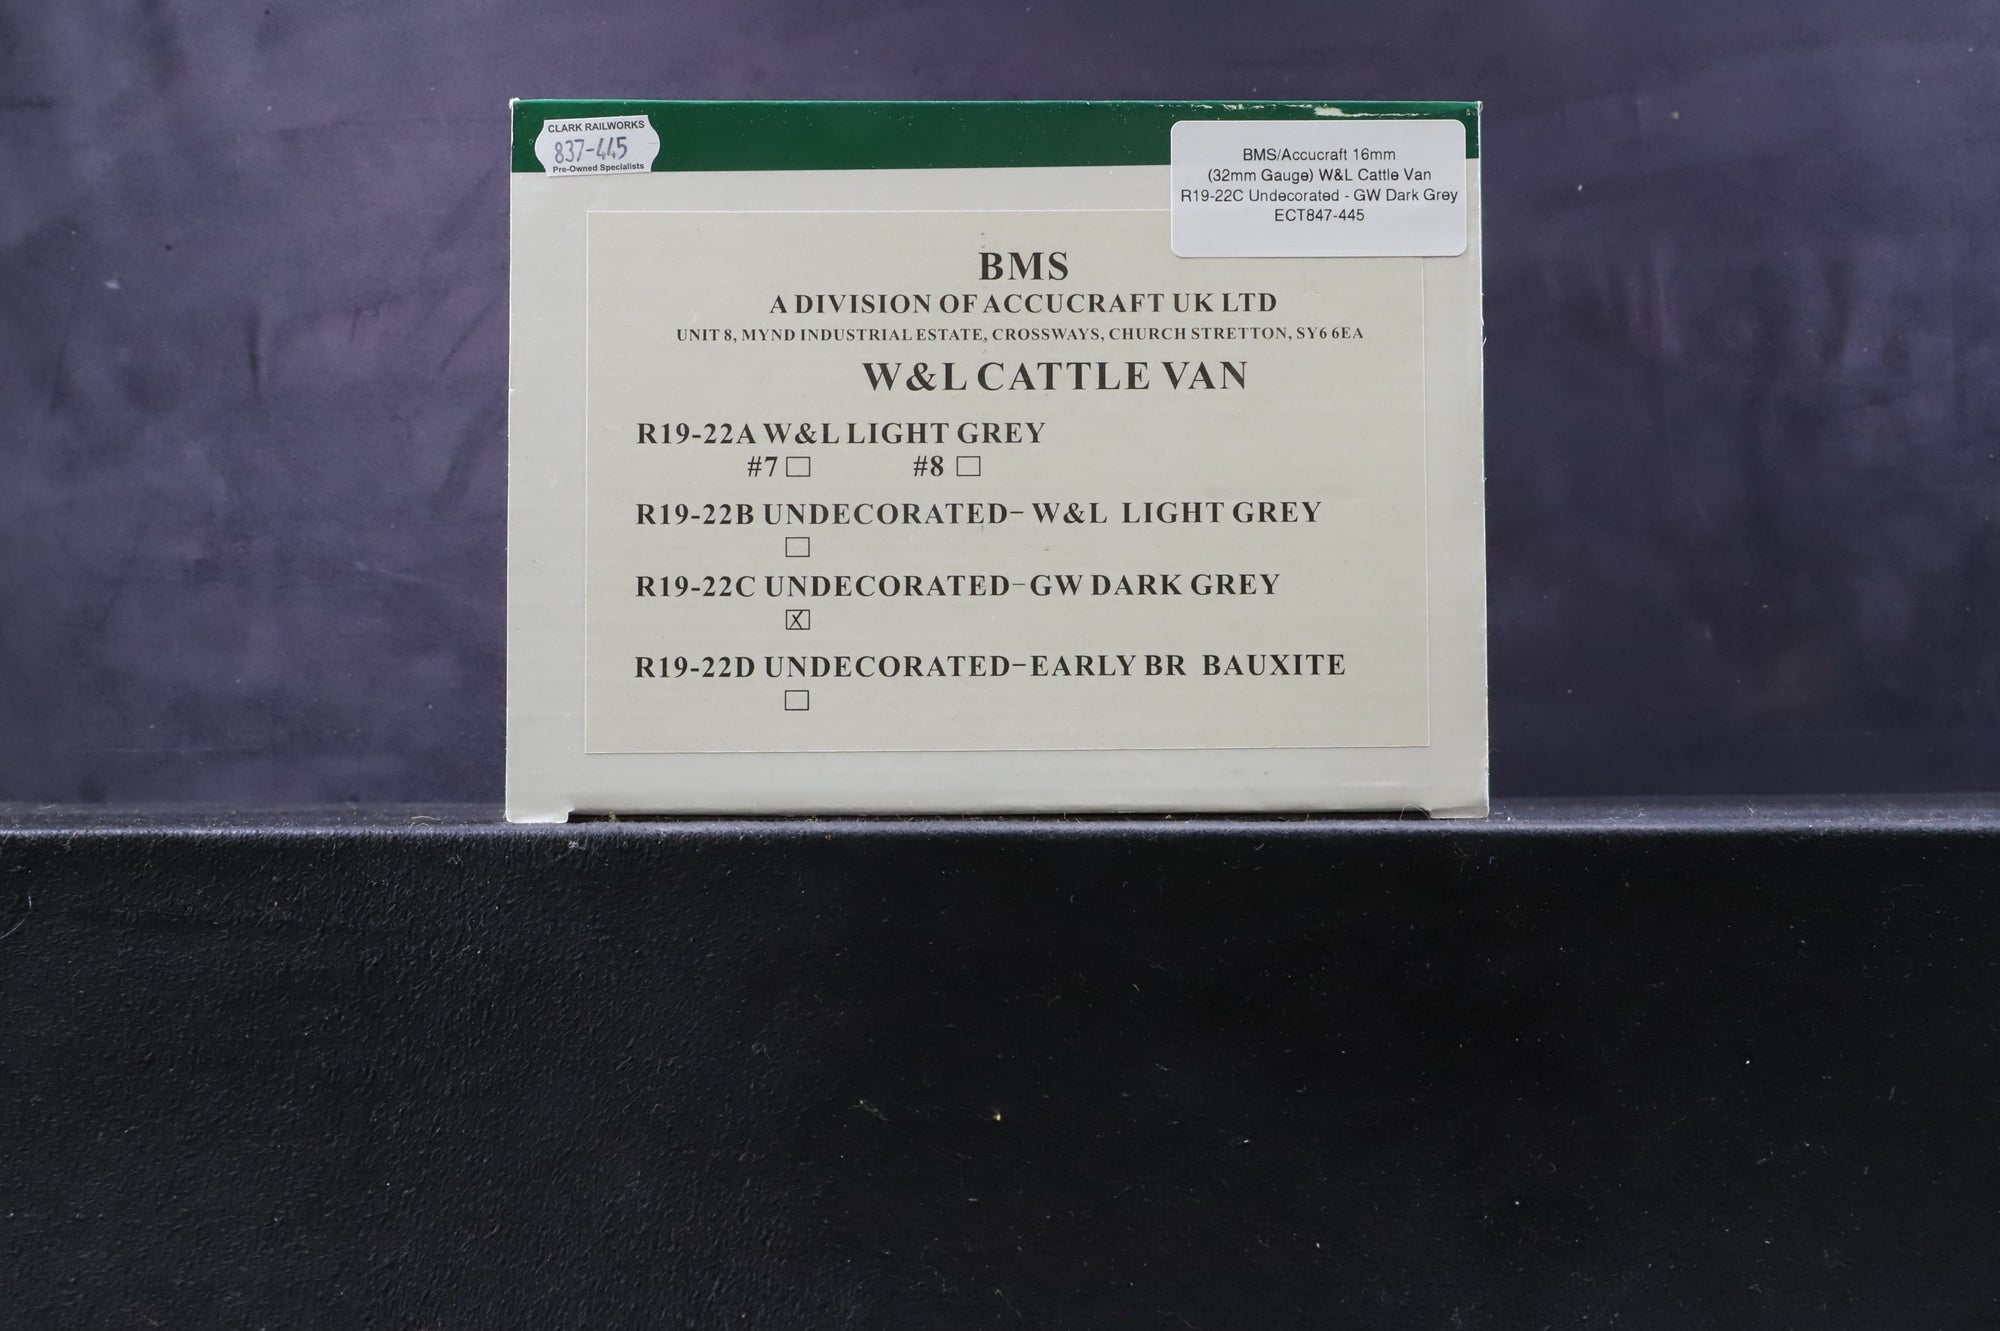 CLARK RAILWORKS
837-445
Pre-Owned Specialists
BMS/Accucraft 16mm
(32mm Gauge) W&L Cattle Van
R19-22C Undecorated - GW Dark Grey
ECT847-445
BMS
A DIVISION OF ACCUCRAFT UK LTD
UNIT 8, MYND INDUSTRIAL ESTATE, CROSSWAYS, CHURCH STRETTON, SY6 6EA
W&L CATTLE VAN
R19-22A W&L LIGHT GREY
#7 ☐ #8 ☐
R19-22B UNDECORATED- W&L LIGHT GREY
☐
R19-22C UNDECORATED-GW DARK GREY
☒
R19-22D UNDECORATED-EARLY BR BAUXITE
☐